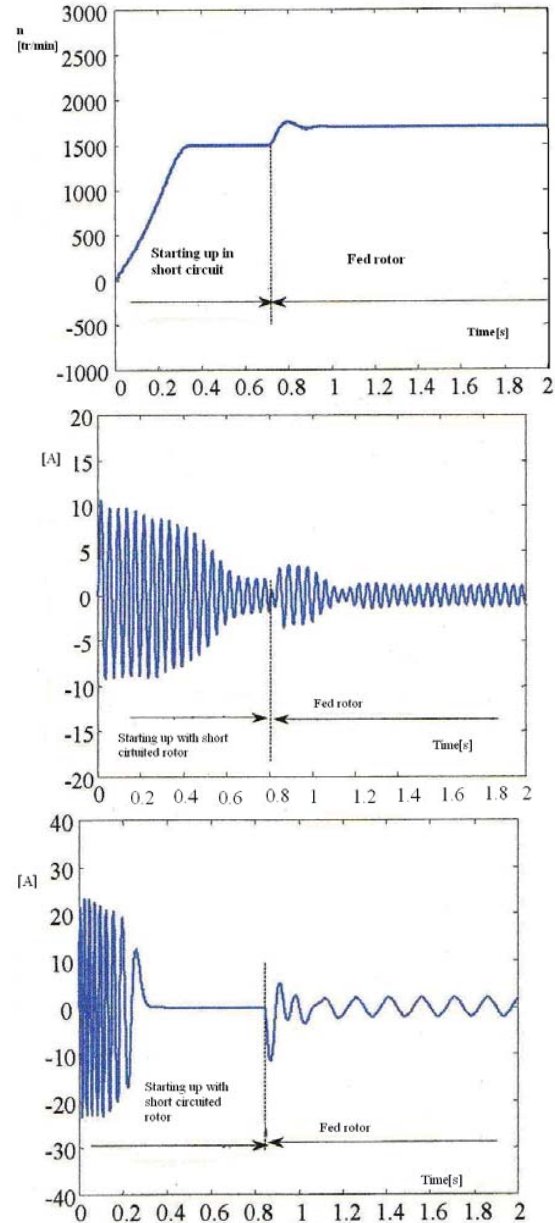 n
[tr/min]
3000
2500
2000
1500
1000
500
0
-500
-1000
Starting up in
short circuit
Fed rotor
Time[s]
0 0.2 0.4 0.6 0.8 1 1.2 1.4 1.6 1.8 2
[A]
20
15
10
5
0
-5
-10
-15
-20
Fed rotor
Starting up with short
cirtuited rotor
Time[s]
0 0.2 0.4 0.6 0.8 1 1.2 1.4 1.6 1.8 2
[A]
40
30
20
10
0
-10
-20
-30
-40
Starting up with
short circuited
rotor
Fed rotor
Time[s]
0 0.2 0.4 0.6 0.8 1 1.2 1.4 1.6 1.8 2